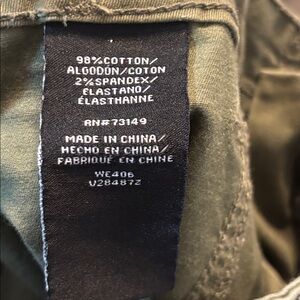 98%COTTON/
ALGODÓN/COTON
2%SPANDEX/
ELASTANO/
ÉLASTHANNE
RN#73149
MADE IN CHINA/
HECHO EN CHINA/
FABRIQUÉ EN CHINE
WE406
V28487Z